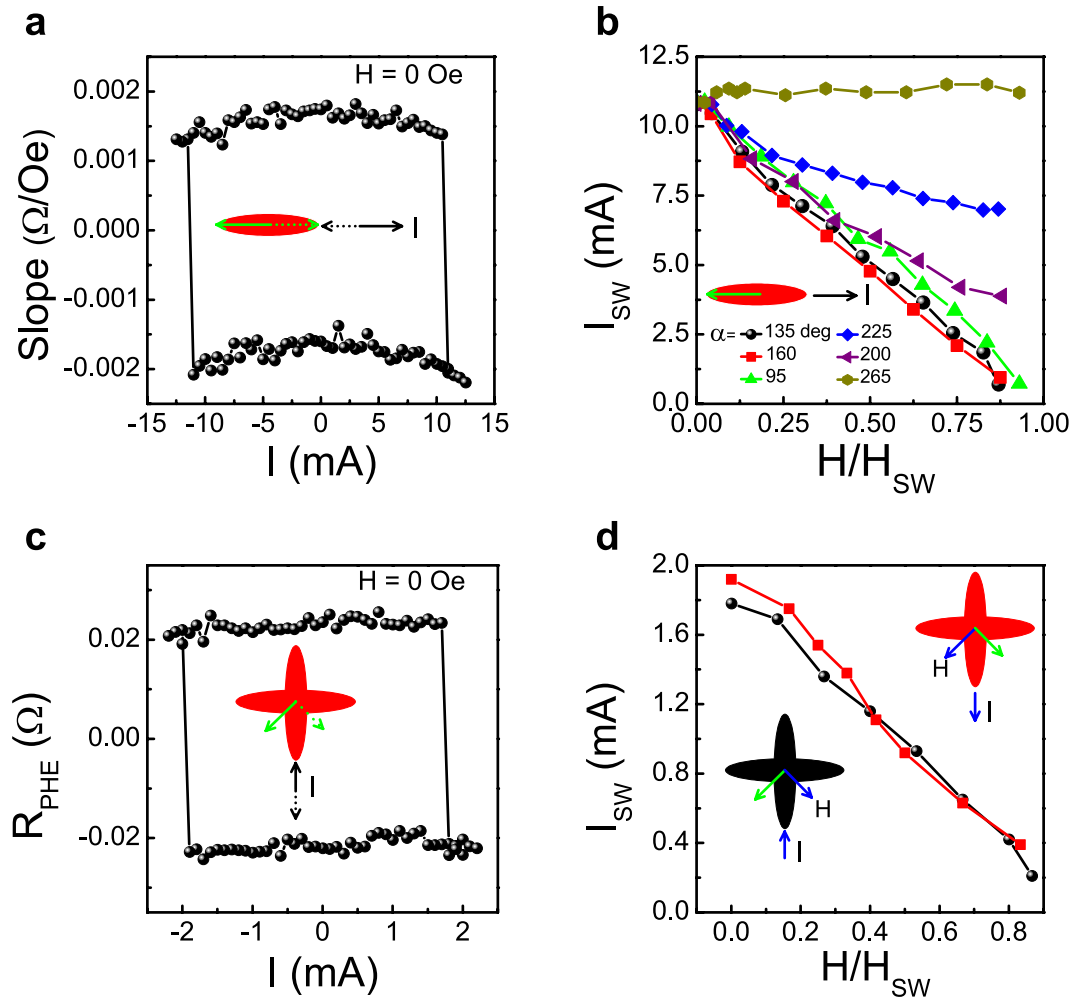 a
H = 0 Oe
Slope (Ω/Oe)
0.002
0.001
0.000
-0.001
-0.002
I
-15 -10 -5 0 5 10 15
I (mA)
b
I_SW (mA)
12.5
10.0
7.5
5.0
2.5
0.0
I
α= 135 deg 225
160 200
95 265
0.00 0.25 0.50 0.75 1.00
H/H_SW
c
H = 0 Oe
R_PHE (Ω)
0.02
0.00
-0.02
I
-2 -1 0 1 2
I (mA)
d
I_SW (mA)
2.0
1.6
1.2
0.8
0.4
0.0
H
I
H
I
0.0 0.2 0.4 0.6 0.8
H/H_SW